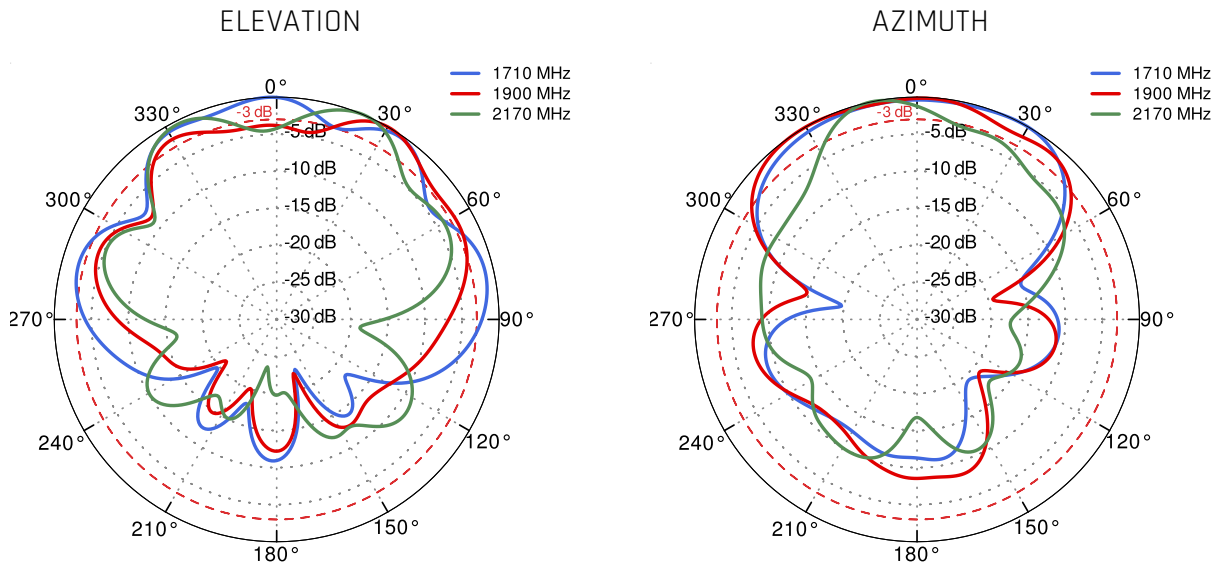 ELEVATION
1710 MHz
1900 MHz
2170 MHz
0°
30°
60°
90°
120°
150°
180°
210°
240°
270°
300°
330°
-3 dB
-5 dB
-10 dB
-15 dB
-20 dB
-25 dB
-30 dB
AZIMUTH
1710 MHz
1900 MHz
2170 MHz
0°
30°
60°
90°
120°
150°
180°
210°
240°
270°
300°
330°
-3 dB
-5 dB
-10 dB
-15 dB
-20 dB
-25 dB
-30 dB